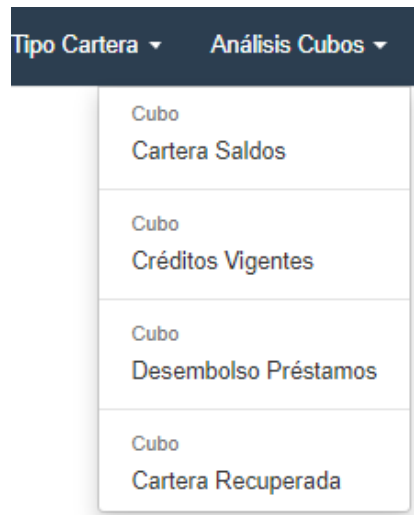 Tipo Cartera Análisis Cubos
Cubo
Cartera Saldos
Cubo
Créditos Vigentes
Cubo
Desembolso Préstamos
Cubo
Cartera Recuperada